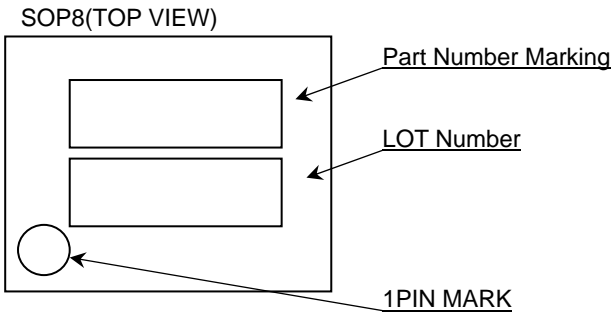 SOP8(TOP VIEW)
Part Number Marking
LOT Number
1PIN MARK